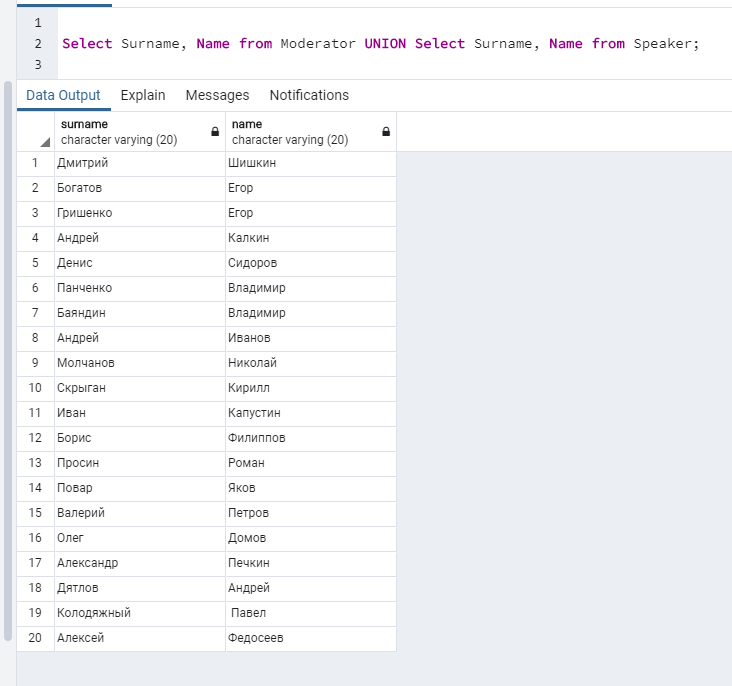 1
2 Select Surname, Name from Moderator UNION Select Surname, Name from Speaker;
3
Data Output Explain Messages Notifications
surname name
character varying (20) character varying (20)
1 Дмитрий Шишкин
2 Богатов Егор
3 Гришенко Егор
4 Андрей Калкин
5 Денис Сидоров
6 Панченко Владимир
7 Баяндин Владимир
8 Андрей Иванов
9 Молчанов Николай
10 Скрыган Кирилл
11 Иван Капустин
12 Борис Филиппов
13 Просин Роман
14 Повар Яков
15 Валерий Петров
16 Олег Домов
17 Александр Печкин
18 Дятлов Андрей
19 Колодяжный Павел
20 Алексей Федосеев